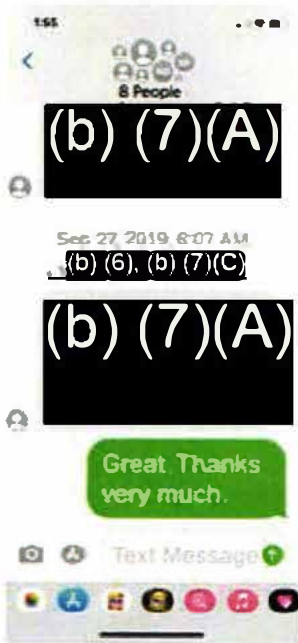 1:55
8 People
(b) (7)(A)
Sep 27, 2019 6:07 AM
(b) (6), (b) (7)(C)
(b) (7)(A)
Great Thanks
very much.
Text Message